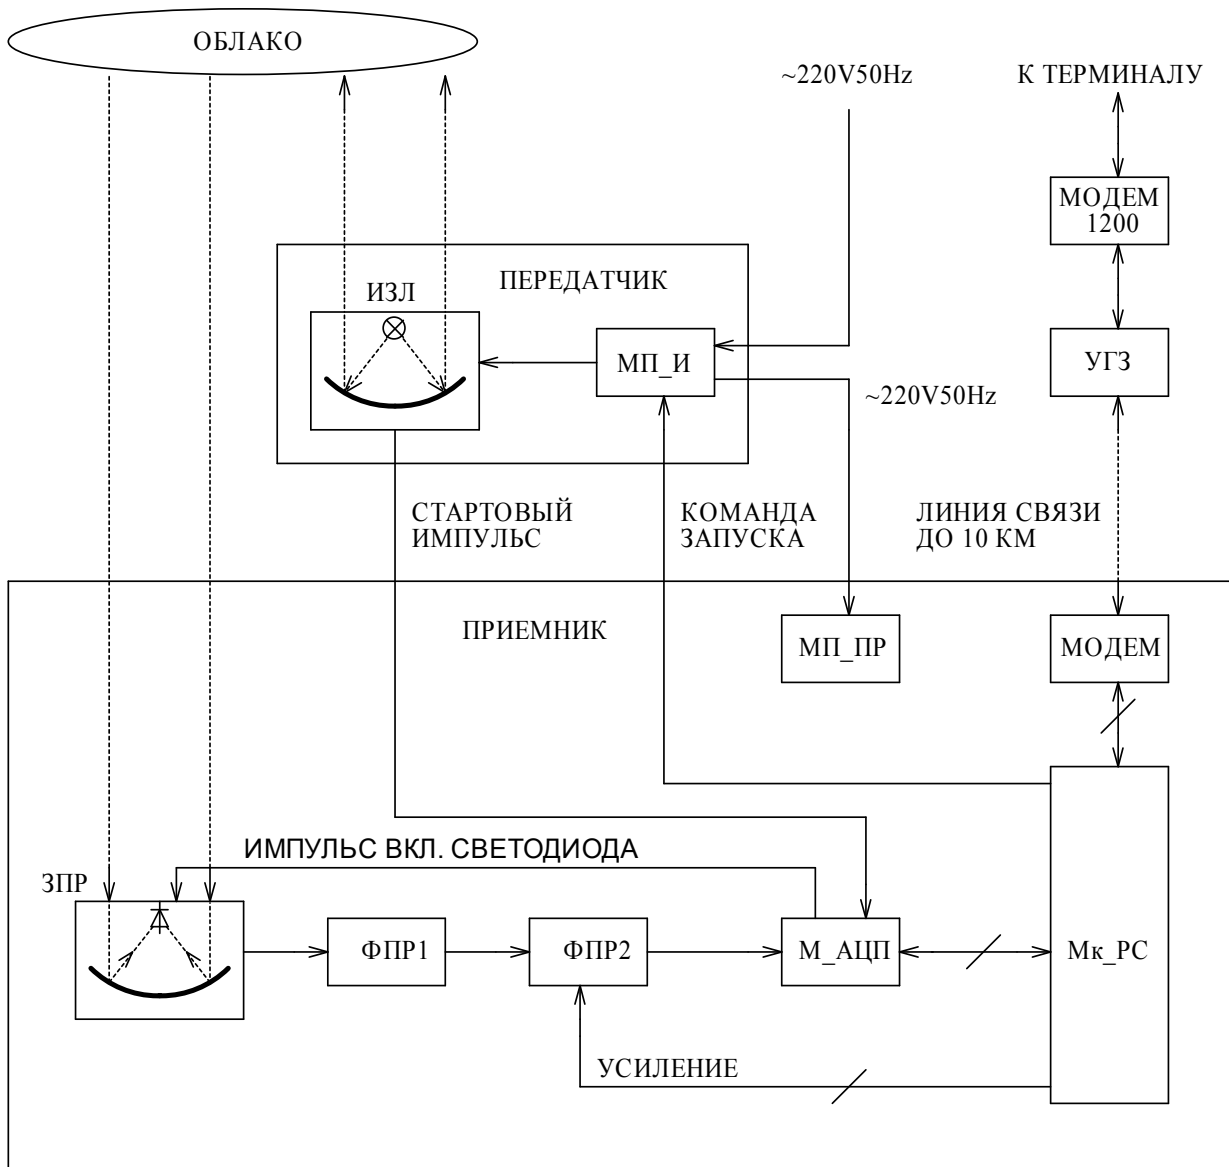 ОБЛАКО
~220V50Hz
К ТЕРМИНАЛУ
МОДЕМ
1200
ПЕРЕДАТЧИК
ИЗЛ
МП_И
УГЗ
~220V50Hz
СТАРТОВЫЙ
ИМПУЛЬС
КОМАНДА
ЗАПУСКА
ЛИНИЯ СВЯЗИ
ДО 10 КМ
ПРИЕМНИК
МП_ПР
МОДЕМ
ИМПУЛЬС ВКЛ. СВЕТОДИОДА
ЗПР
ФПР1
ФПР2
М_АЦП
Мк_РС
УСИЛЕНИЕ